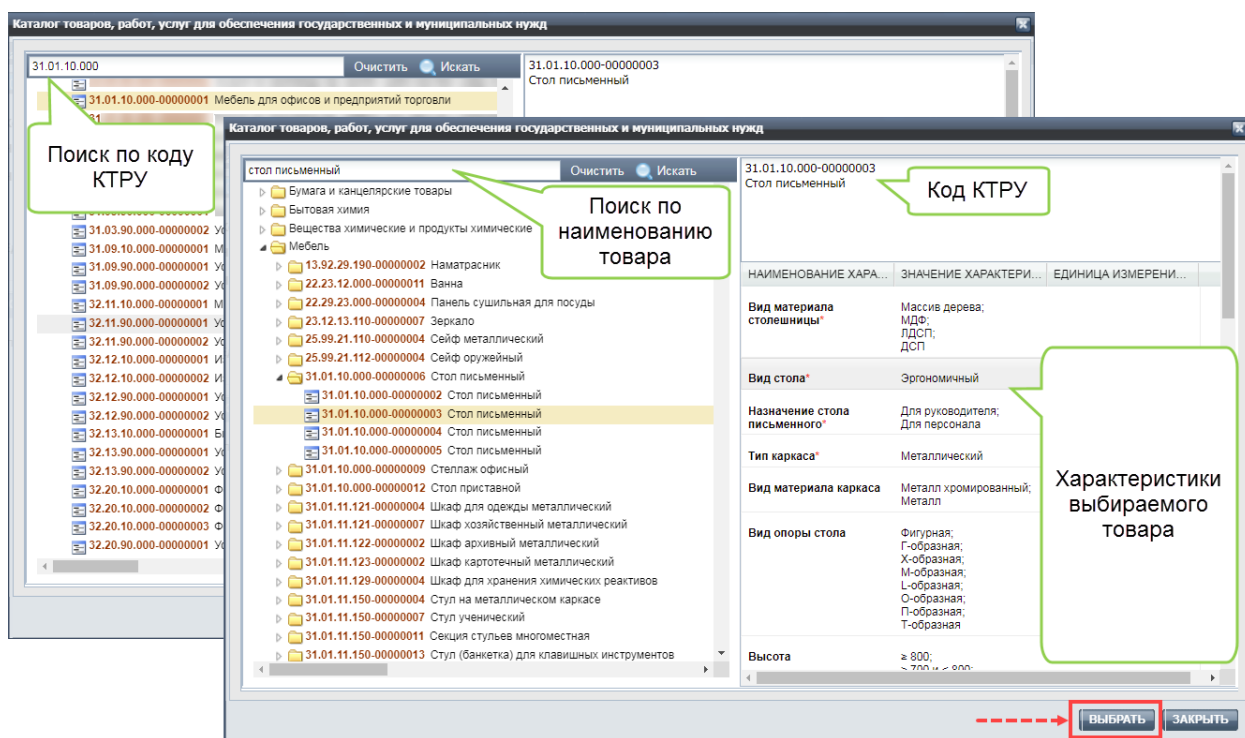 Каталог товаров, работ, услуг для обеспечения государственных и муниципальных нужд
31.01.10.000
Очистить
Искать
31.01.10.000-00000003
Стол письменный
31.01.10.000-00000001 Мебель для офисов и предприятий торговли
31
Поиск по коду
КТРУ
31.03.90.000-00000002
31.09.10.000-00000001 М
31.09.90.000-00000001
31.09.90.000-00000002
32.11.10.000-00000001 М
32.11.90.000-00000001
32.11.90.000-00000002
32.12.10.000-00000001 И
32.12.10.000-00000002 И
32.12.90.000-00000001
32.12.90.000-00000002
32.13.10.000-00000001
32.13.90.000-00000001
32.13.90.000-00000002
32.20.10.000-00000001 Ф
32.20.10.000-00000002 Ф
32.20.10.000-00000003 Ф
32.20.90.000-00000001
Каталог товаров, работ, услуг для обеспечения государственных и муниципальных нужд
стол письменный
Очистить
Искать
Бумага и канцелярские товары
Бытовая химия
Вещества химические и продукты химические
Мебель
13.92.29.190-00000002 Наматрасник
22.23.12.000-00000011 Ванна
22.29.23.000-00000004 Панель сушильная для посуды
23.12.13.110-00000007 Зеркало
25.99.21.110-00000004 Сейф металлический
25.99.21.112-00000004 Сейф оружейный
31.01.10.000-00000006 Стол письменный
31.01.10.000-00000002 Стол письменный
31.01.10.000-00000003 Стол письменный
31.01.10.000-00000004 Стол письменный
31.01.10.000-00000005 Стол письменный
31.01.10.000-00000009 Стеллаж офисный
31.01.10.000-00000012 Стол приставной
31.01.11.121-00000004 Шкаф для одежды металлический
31.01.11.121-00000007 Шкаф хозяйственный металлический
31.01.11.122-00000002 Шкаф архивный металлический
31.01.11.123-00000002 Шкаф картотечный металлический
31.01.11.129-00000004 Шкаф для хранения химических реактивов
31.01.11.150-00000004 Стул на металлическом каркасе
31.01.11.150-00000007 Стул ученический
31.01.11.150-00000011 Секция стульев многоместная
31.01.11.150-00000013 Стул (банкетка) для клавишных инструментов
Поиск по
наименованию
товара
31.01.10.000-00000003
Стол письменный
Код КТРУ
НАИМЕНОВАНИЕ ХАРА... ЗНАЧЕНИЕ ХАРАКТЕРИ... ЕДИНИЦА ИЗМЕРЕНИ...
Вид материала
столешницы*
Массив дерева;
МДФ;
ЛДСП;
ДСП
Вид стола*
Эргономичный
Назначение стола
письменного*
Для руководителя;
Для персонала
Тип каркаса*
Металлический
Вид материала каркаса
Металл хромированный;
Металл
Вид опоры стола
Фигурная;
Г-образная;
Х-образная;
М-образная;
L-образная;
О-образная;
П-образная;
Т-образная
Высота
≥ 800;
≥ 700 и < 800;
Характеристики
выбираемого
товара
ВЫБРАТЬ
ЗАКРЫТЬ